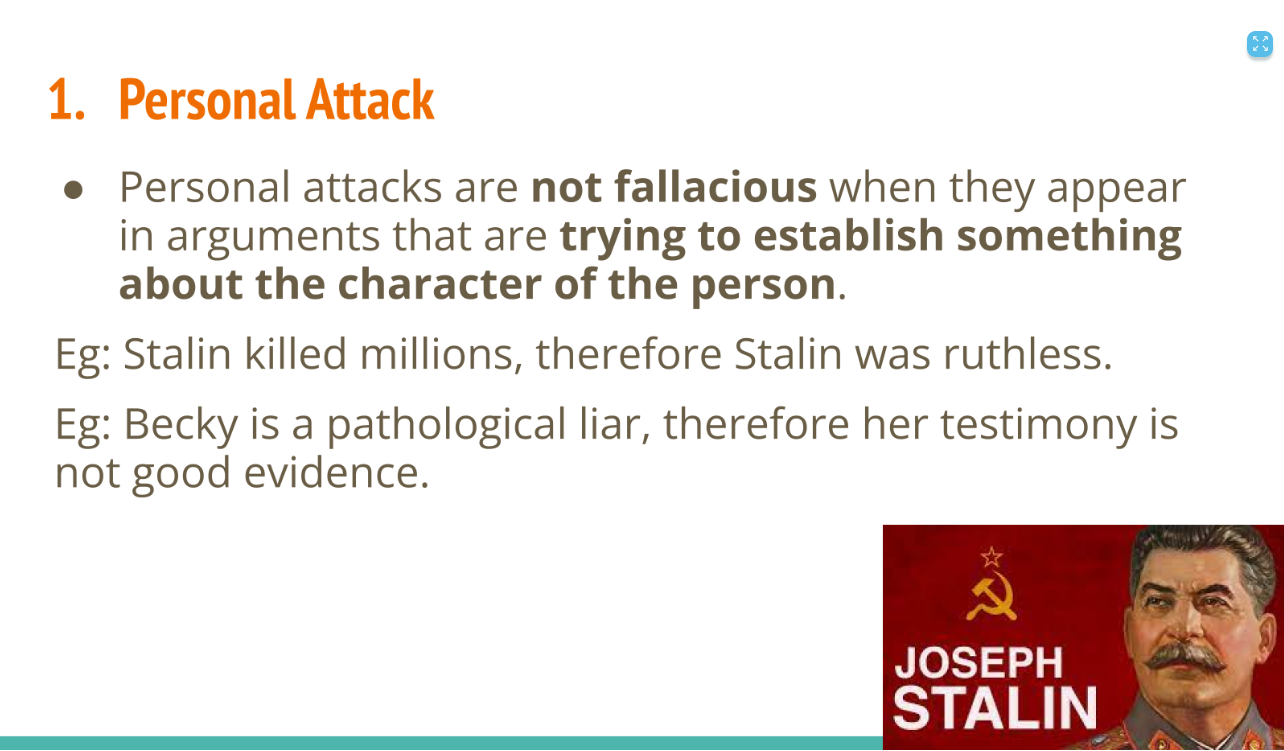 1. Personal Attack
● Personal attacks are not fallacious when they appear
in arguments that are trying to establish something
about the character of the person.
Eg: Stalin killed millions, therefore Stalin was ruthless.
Eg: Becky is a pathological liar, therefore her testimony is
not good evidence.
JOSEPH
STALIN